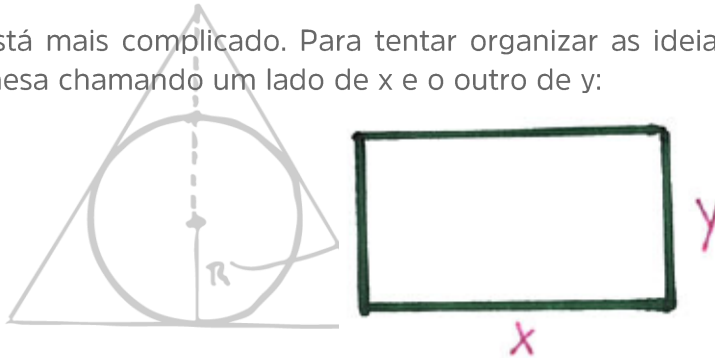 stá mais complicado. Para tentar organizar as ideia
esa chamando um lado de x e o outro de y:
R
y
x